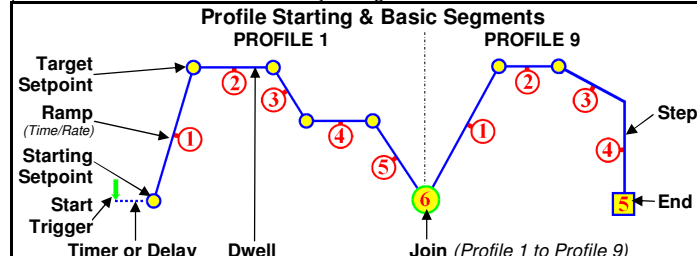 Profile Starting & Basic Segments
PROFILE 1
PROFILE 9
Target
Setpoint
Ramp
(Time/Rate)
Starting
Setpoint
Start
Trigger
Timer or Delay
Dwell
Join (Profile 1 to Profile 9)
Step
End
1
2
3
4
5
6
1
2
3
4
5